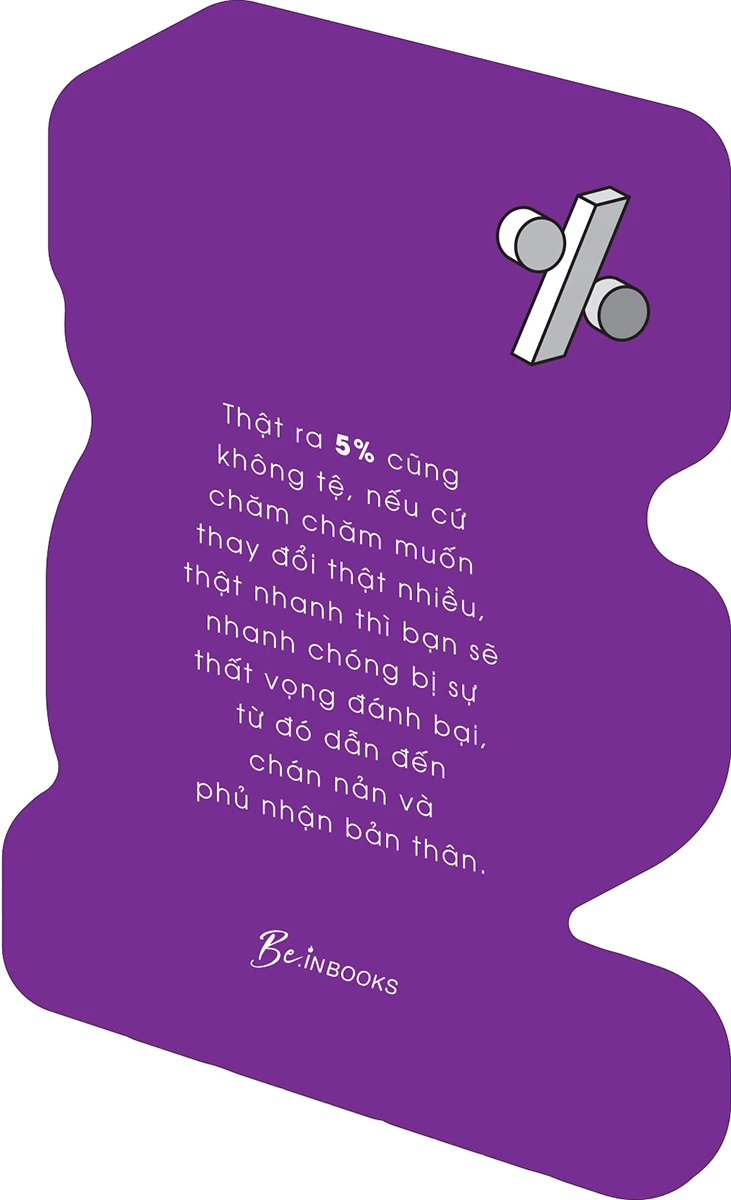 %
Thật ra 5% cũng
không tệ, nếu cứ
chăm chăm muốn
thay đổi thật nhiều,
thật nhanh thì bạn sẽ
nhanh chóng bị sự
thất vọng đánh bại,
từ đó dẫn đến
chán nản và
phủ nhận bản thân.
Be.iNBOOKS